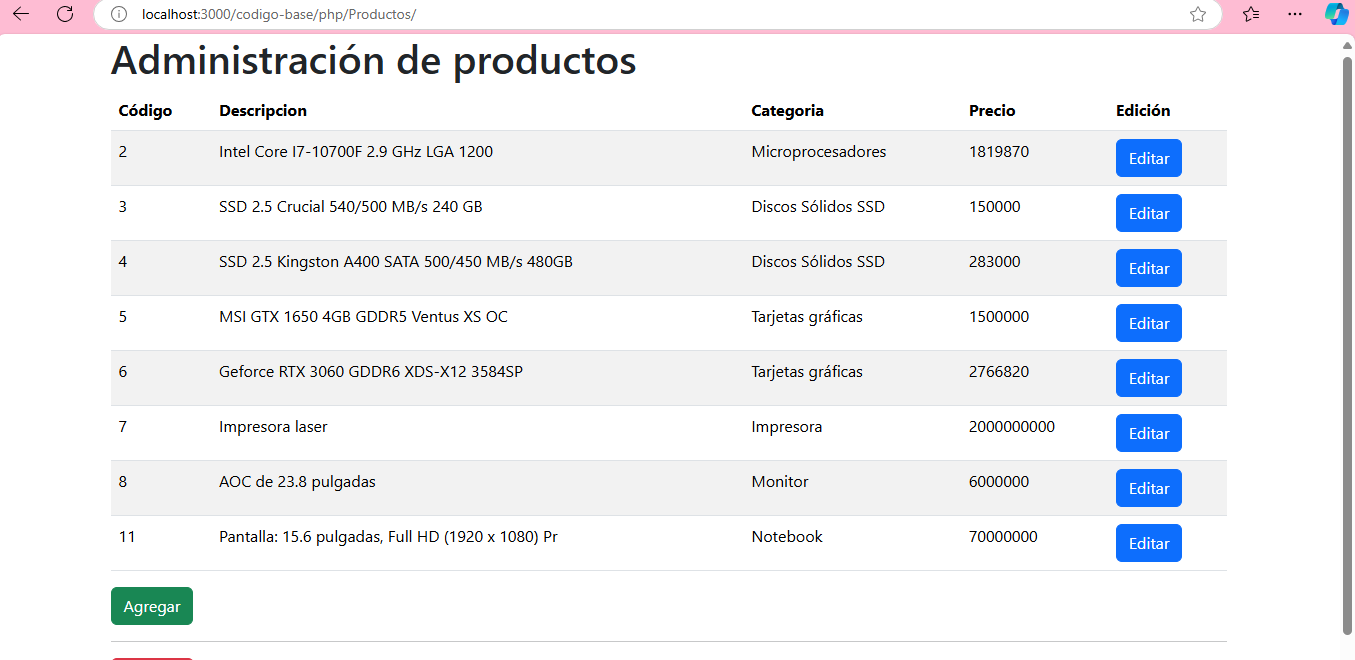 localhost:3000/codigo-base/php/Productos/
Administración de productos
Código Descripcion Categoria Precio Edición
2 Intel Core I7-10700F 2.9 GHz LGA 1200 Microprocesadores 1819870 Editar
3 SSD 2.5 Crucial 540/500 MB/s 240 GB Discos Sólidos SSD 150000 Editar
4 SSD 2.5 Kingston A400 SATA 500/450 MB/s 480GB Discos Sólidos SSD 283000 Editar
5 MSI GTX 1650 4GB GDDR5 Ventus XS OC Tarjetas gráficas 1500000 Editar
6 Geforce RTX 3060 GDDR6 XDS-X12 3584SP Tarjetas gráficas 2766820 Editar
7 Impresora laser Impresora 2000000000 Editar
8 AOC de 23.8 pulgadas Monitor 6000000 Editar
11 Pantalla: 15.6 pulgadas, Full HD (1920 x 1080) Pr Notebook 70000000 Editar
Agregar